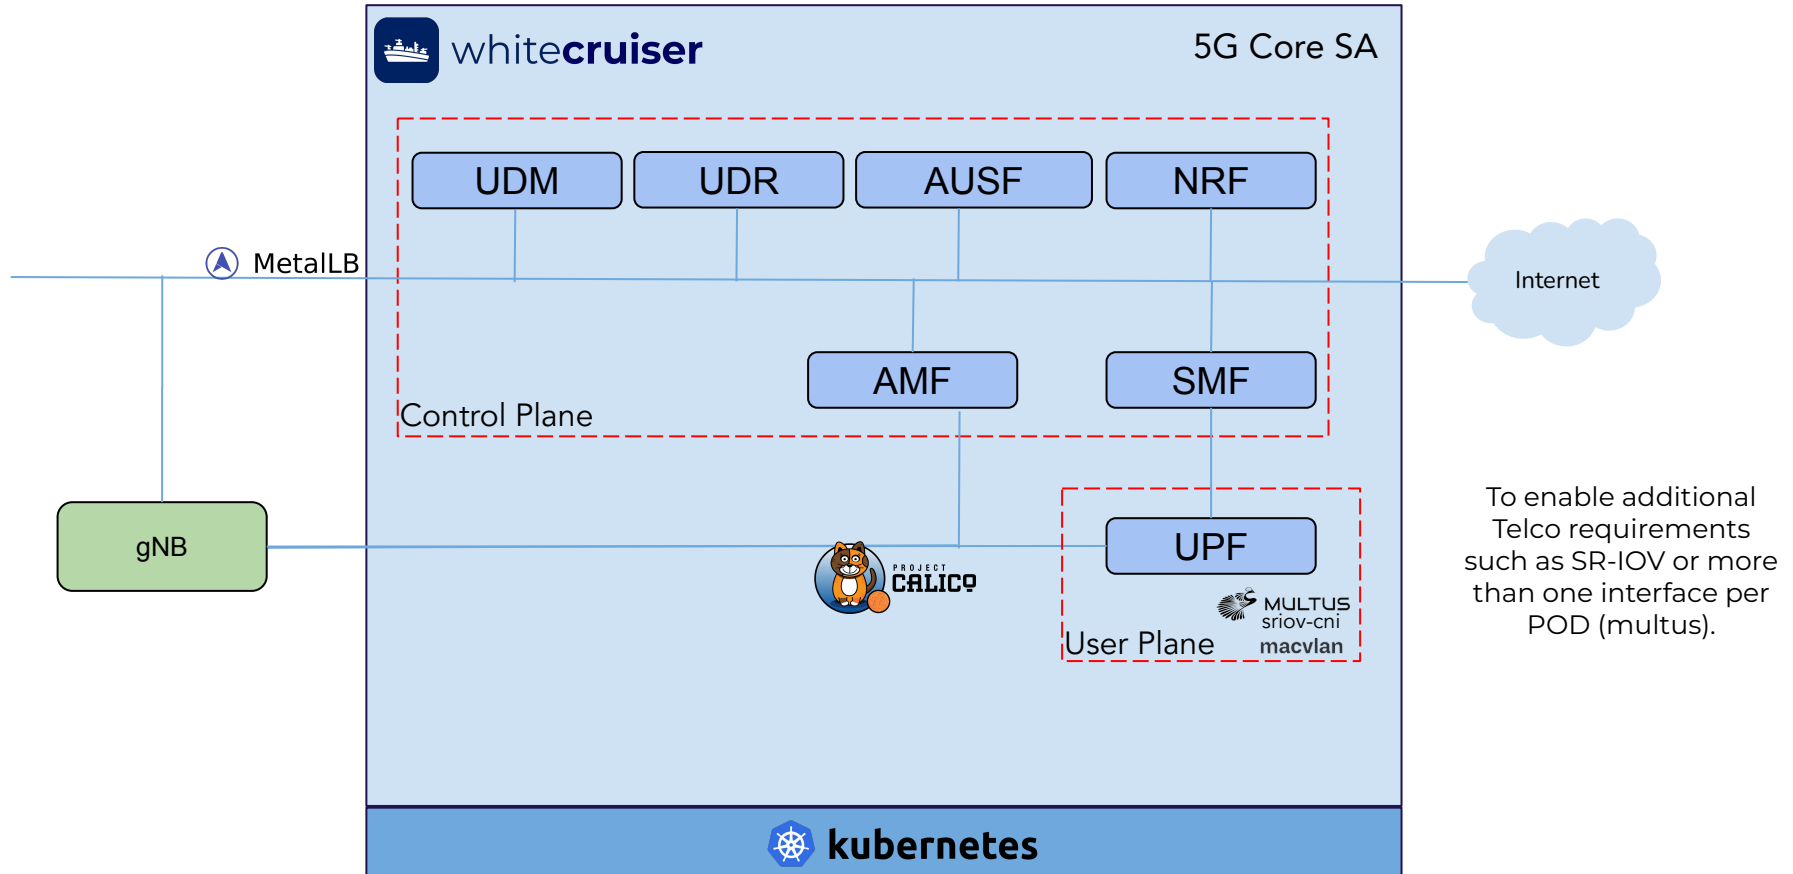 whitecruiser
5G Core SA
UDM
UDR
AUSF
NRF
MetalLB
Internet
AMF
SMF
Control Plane
gNB
UPF
PROJECT
CALICO
MULTUS
sriov-cni
macvlan
User Plane
To enable additional
Telco requirements
such as SR-IOV or more
than one interface per
POD (multus).
kubernetes